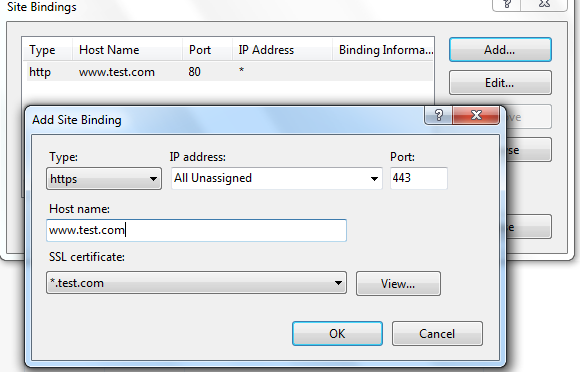 Site Bindings
Type Host Name Port IP Address Binding Informa...
http www.test.com 80 *
Add...
Edit...
Add Site Binding
Type: IP address: Port:
https All Unassigned 443
Host name:
www.test.com
SSL certificate:
*.test.com View...
OK Cancel